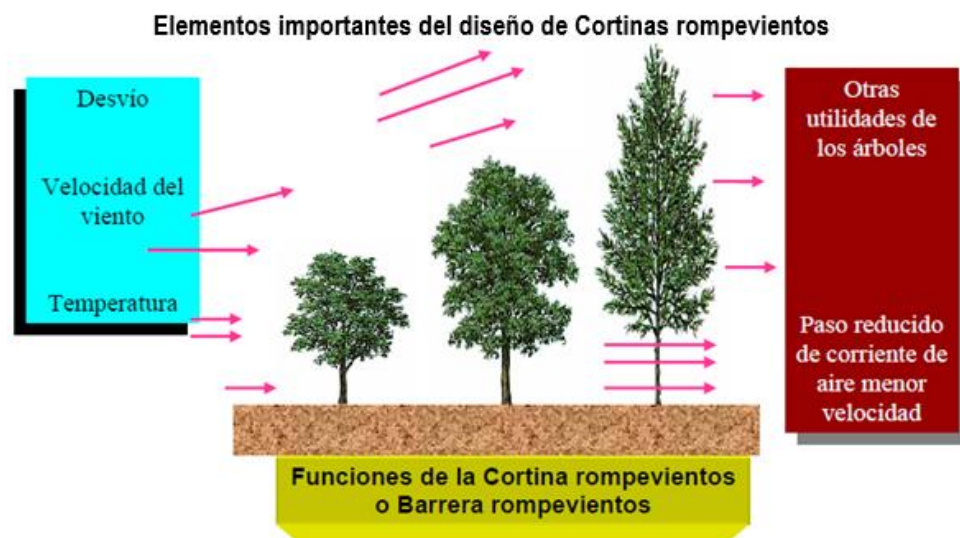 Elementos importantes del diseño de Cortinas rompevientos
Desvío
Velocidad del
viento
Temperatura
Otras
utilidades de
los árboles
Paso reducido
de corriente de
aire menor
velocidad
Funciones de la Cortina rompevientos
o Barrera rompevientos